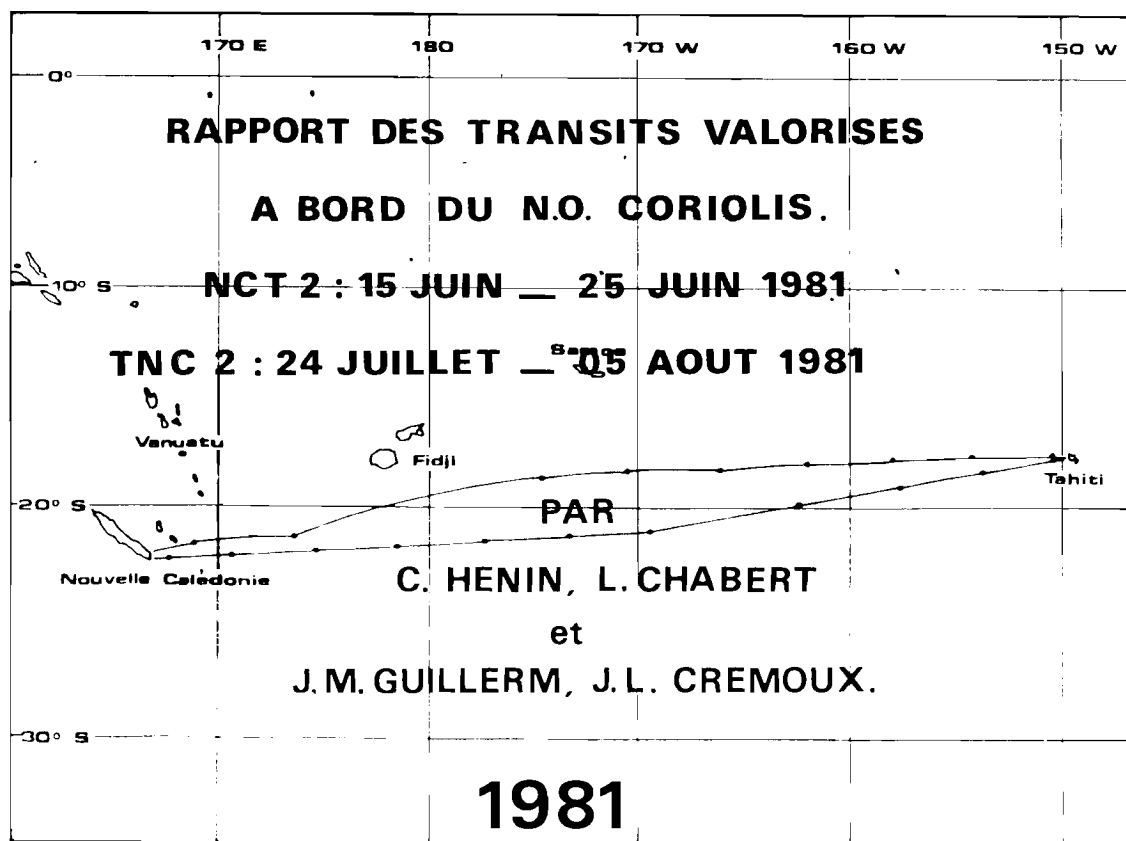 170 E 180 170 W 160 W 150 W
0°
RAPPORT DES TRANSITS VALORISES
A BORD DU N.O. CORIOLIS.
10° S
NCT 2 : 15 JUIN — 25 JUIN 1981
TNC 2 : 24 JUILLET — 05 AOUT 1981
Vanuatu
Fidji
Tahiti
20° S
PAR
Nouvelle Calédonie
C. HENIN, L. CHABERT
et
J.M. GUILLERM, J.L. CREMOUX.
30° S
1981